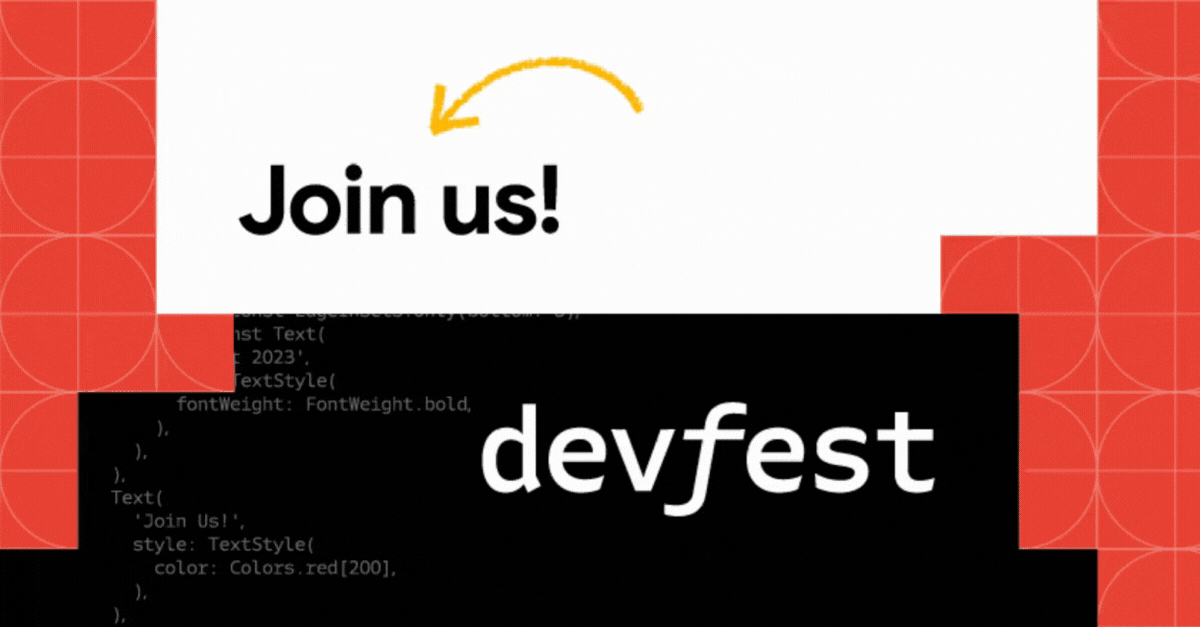 Join us!
nst Text(
t 2023',
TextStyle(
fontWeight: FontWeight.bold,
),
),
),
Text(
'Join Us!',
style: TextStyle(
color: Colors.red[200],
),
),
devfest